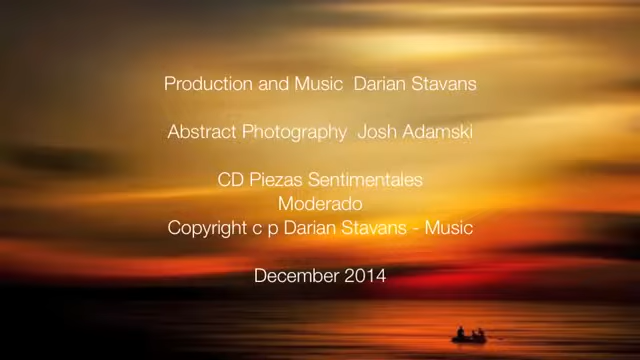 Production and Music  Darian Stavans
Abstract Photography  Josh Adamski
CD Piezas Sentimentales
Moderado
Copyright c p Darian Stavans - Music
December 2014